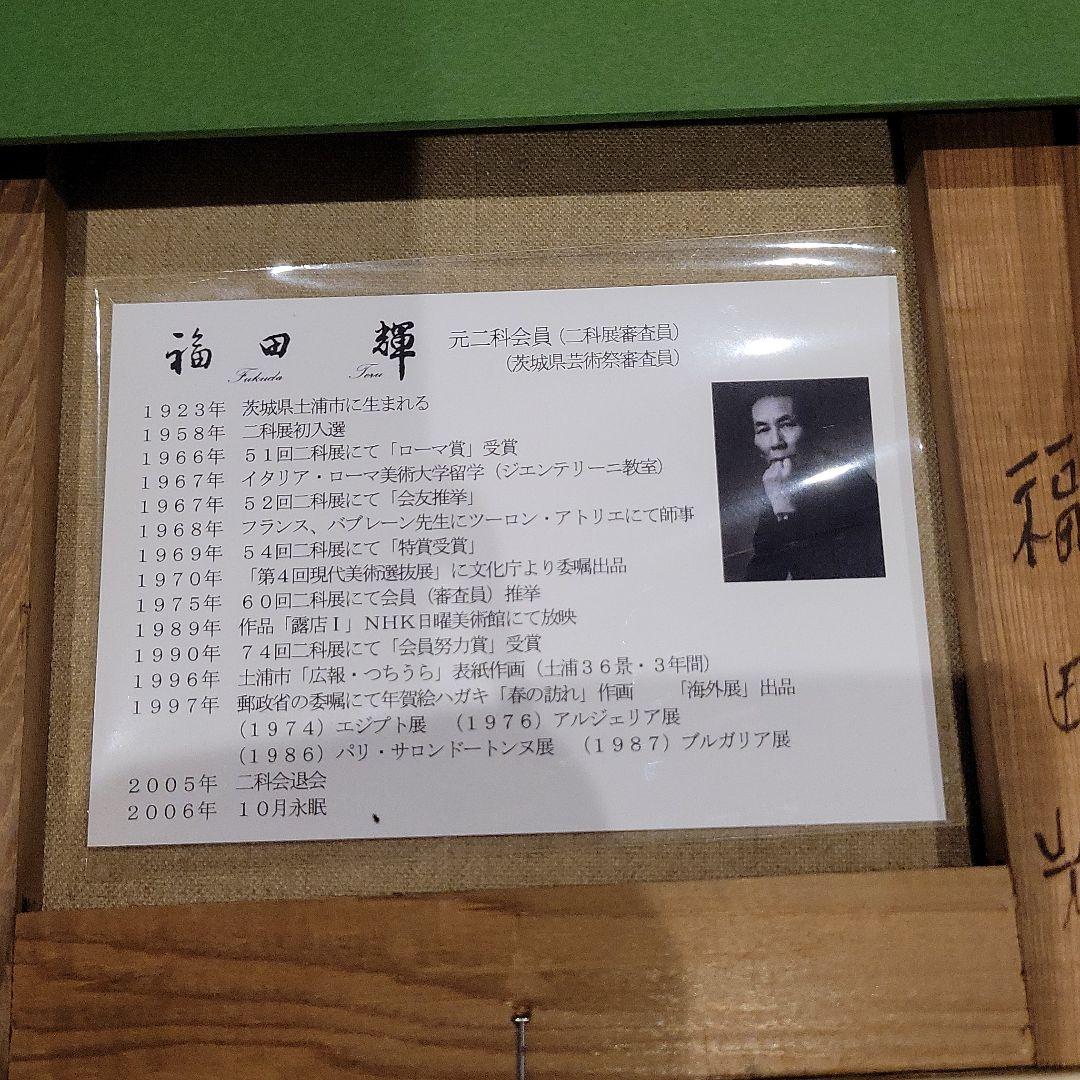 福田 輝 元二科会員（二科展審査員）
Fukuda Teru （茨城県芸術祭審査員）
１９２３年 茨城県土浦市に生まれる
１９５８年 二科展初入選
１９６６年 ５１回二科展にて「ローマ賞」受賞
１９６７年 イタリア・ローマ美術大学留学（ジエンテリーニ教室）
１９６７年 ５２回二科展にて「会友推挙」
１９６８年 フランス、バブレーン先生にツーロン・アトリエにて師事
１９６９年 ５４回二科展にて「特賞受賞」
１９７０年 「第４回現代美術選抜展」に文化庁より委嘱出品
１９７５年 ６０回二科展にて会員（審査員）推挙
１９８９年 作品「露店Ｉ」ＮＨＫ日曜美術館にて放映
１９９０年 ７４回二科展にて「会員努力賞」受賞
１９９６年 土浦市「広報・つちうら」表紙作画（土浦３６景・３年間）
１９９７年 郵政省の委嘱にて年賀絵ハガキ「春の訪れ」作画 「海外展」出品
（１９７４）エジプト展 （１９７６）アルジェリア展
（１９８６）パリ・サロンドートンヌ展 （１９８７）ブルガリア展
２００５年 二科会退会
２００６年 １０月永眠
福田